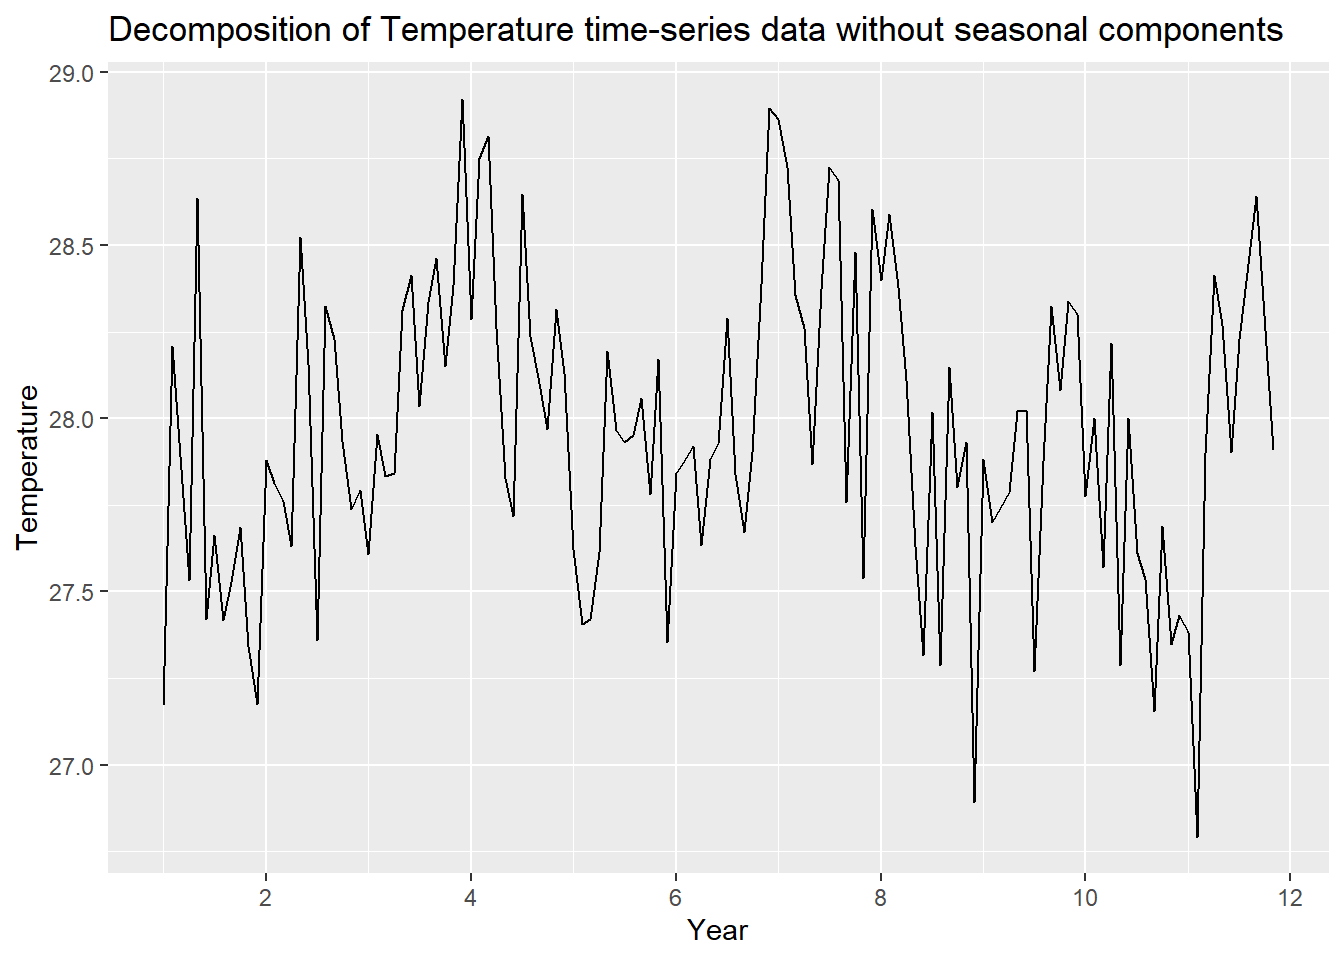 Decomposition of Temperature time-series data without seasonal components
29.0
28.5
28.0
27.5
27.0
Temperature
2 4 6 8 10 12
Year